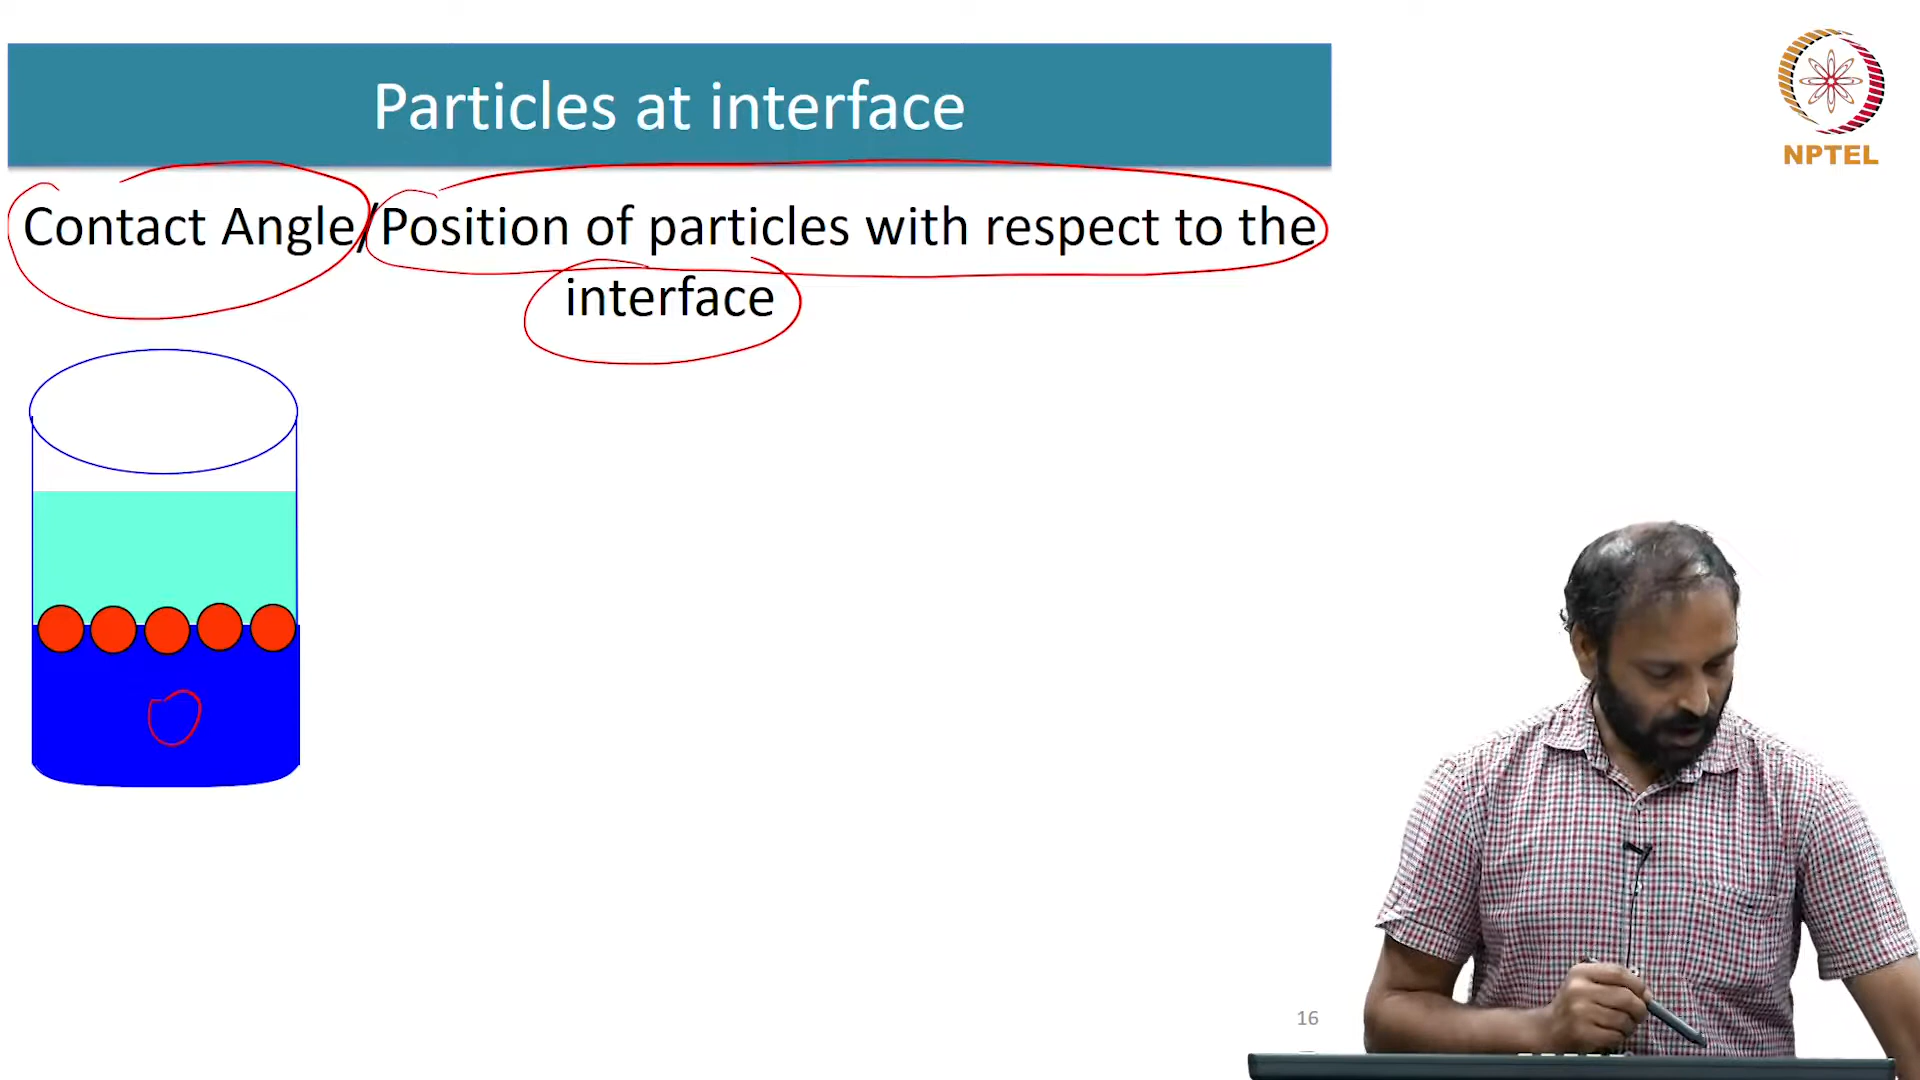 Particles at interface
NPTEL
Contact Angle/Position of particles with respect to the
interface
16